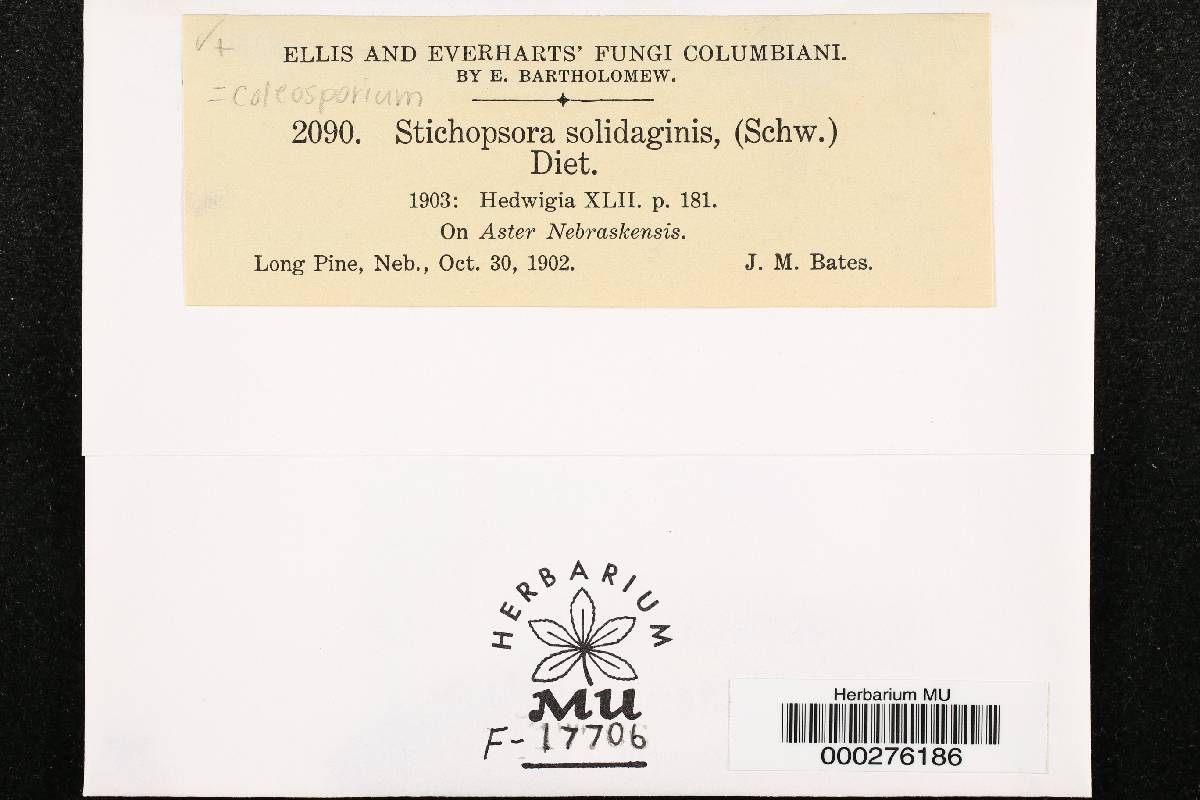 √+
ELLIS AND EVERHARTS' FUNGI COLUMBIANI.
BY E. BARTHOLOMEW.
= Coleosporium
2090. Stichopsora solidaginis, (Schw.)
Diet.
1903: Hedwigia XLII. p. 181.
On Aster Nebraskensis.
Long Pine, Neb., Oct. 30, 1902. J. M. Bates.
HERBARIUM
MU
F-17706
Herbarium MU
000276186